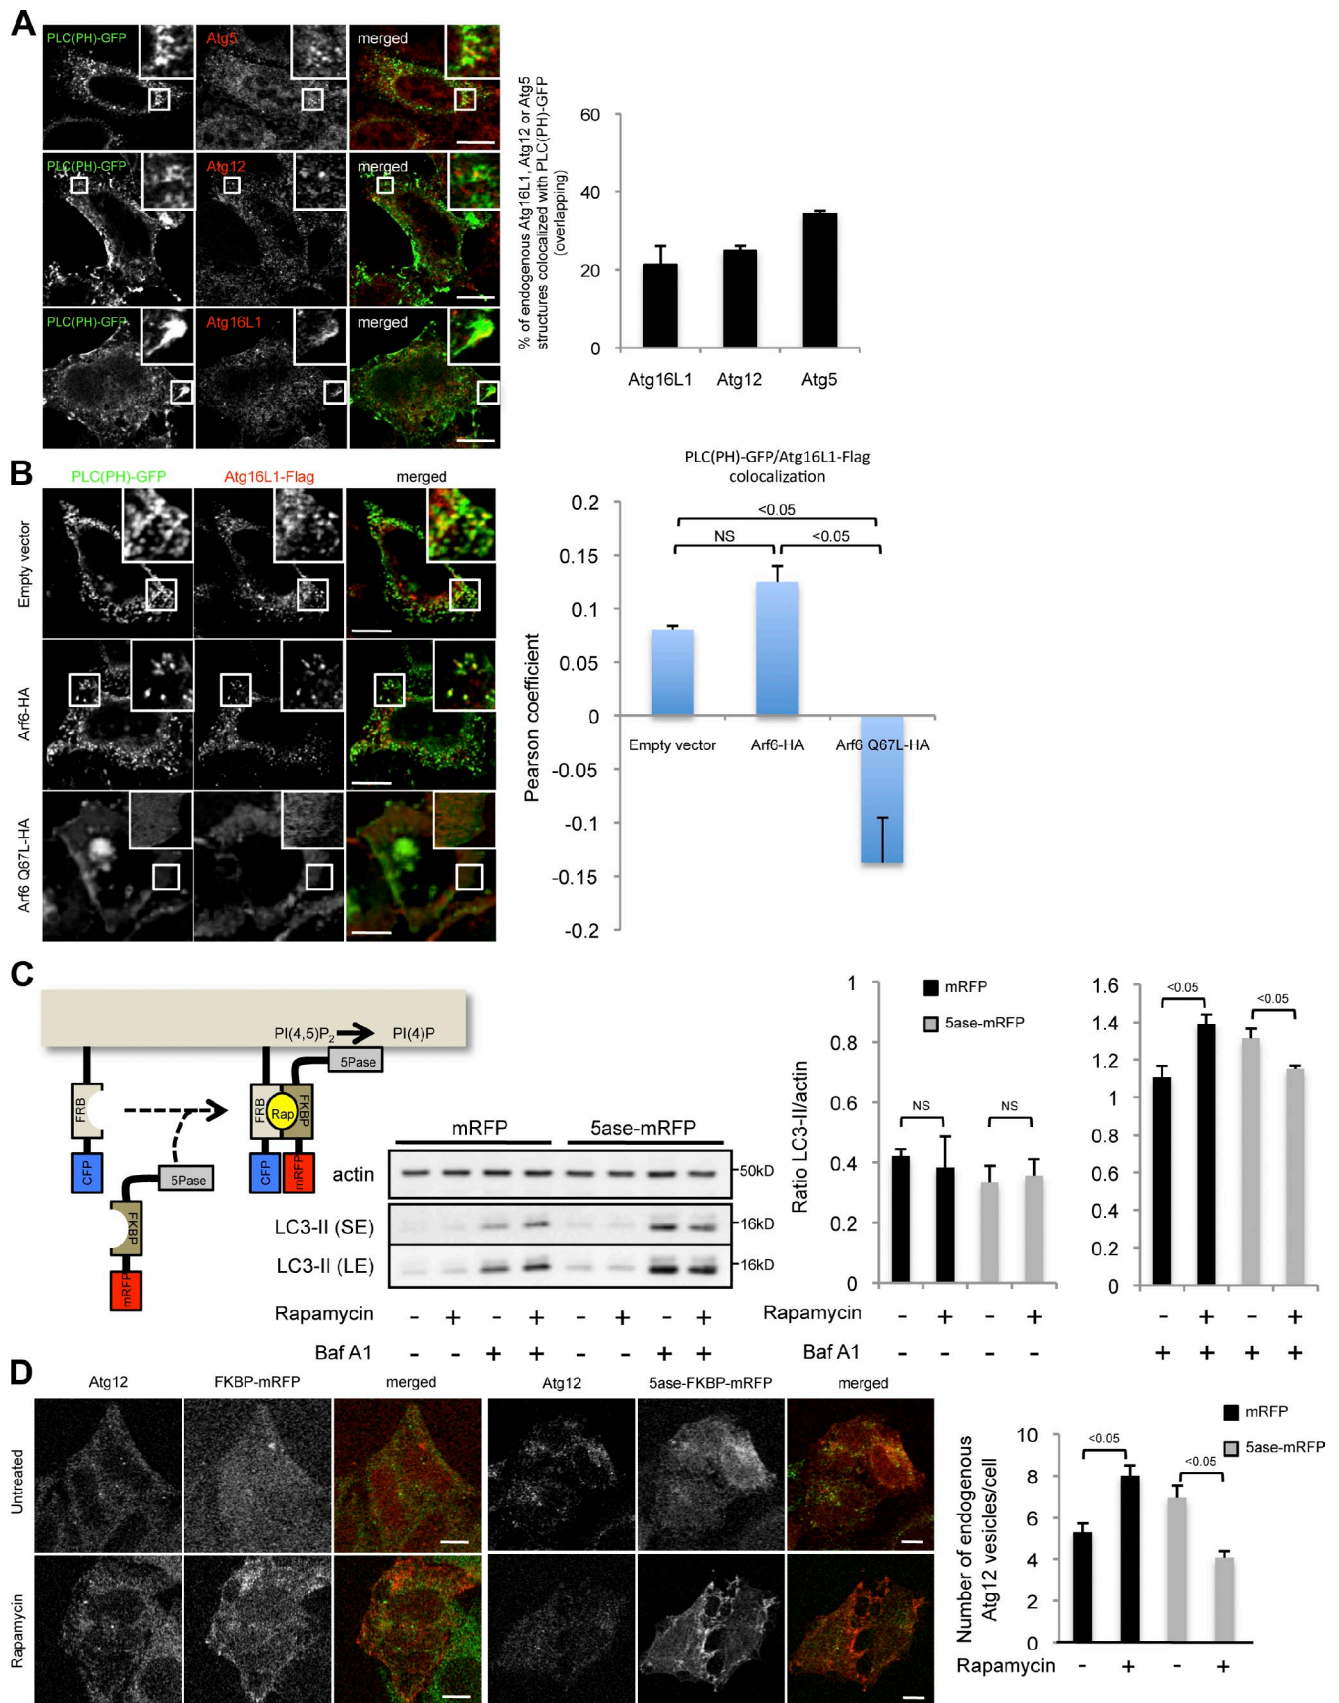 A
PLC(PH)-GFP
Atg5
merged
PLC(PH)-GFP
Atg12
merged
PLC(PH)-GFP
Atg16L1
merged
% of endogenous Atg16L1, Atg12 or Atg5
structures colocalized with PLC(PH)-GFP
(overlapping)
60
40
20
0
Atg16L1
Atg12
Atg5
B
PLC(PH)-GFP
Atg16L1-Flag
merged
Empty vector
Arf6-HA
Arf6 Q67L-HA
PLC(PH)-GFP/Atg16L1-Flag
colocalization
Pearson coefficient
0.2
0.15
0.1
0.05
0
-0.05
-0.1
-0.15
-0.2
<0.05
NS
<0.05
Empty vector
Arf6-HA
Arf6 Q67L-HA
C
PI(4,5)P2
PI(4)P
5Pase
FRB
CFP
5Pase
FKBP
mRFP
FRB
Rap
FKBP
CFP
mRFP
mRFP
5ase-mRFP
actin
50kD
LC3-II (SE)
16kD
LC3-II (LE)
16kD
Rapamycin
- + - + - + - +
Baf A1
- - + + - - + +
Ratio LC3-II/actin
1
0.8
0.6
0.4
0.2
0
mRFP
5ase-mRFP
NS
NS
Rapamycin
- + - +
Baf A1
- - - -
1.6
1.4
1.2
1
0.8
0.6
0.4
0.2
0
<0.05
<0.05
- + - +
+ + + +
D
Atg12
FKBP-mRFP
merged
Atg12
5ase-FKBP-mRFP
merged
Untreated
Rapamycin
Number of endogenous
Atg12 vesicles/cell
10
8
6
4
2
0
mRFP
5ase-mRFP
<0.05
<0.05
Rapamycin
- + - +